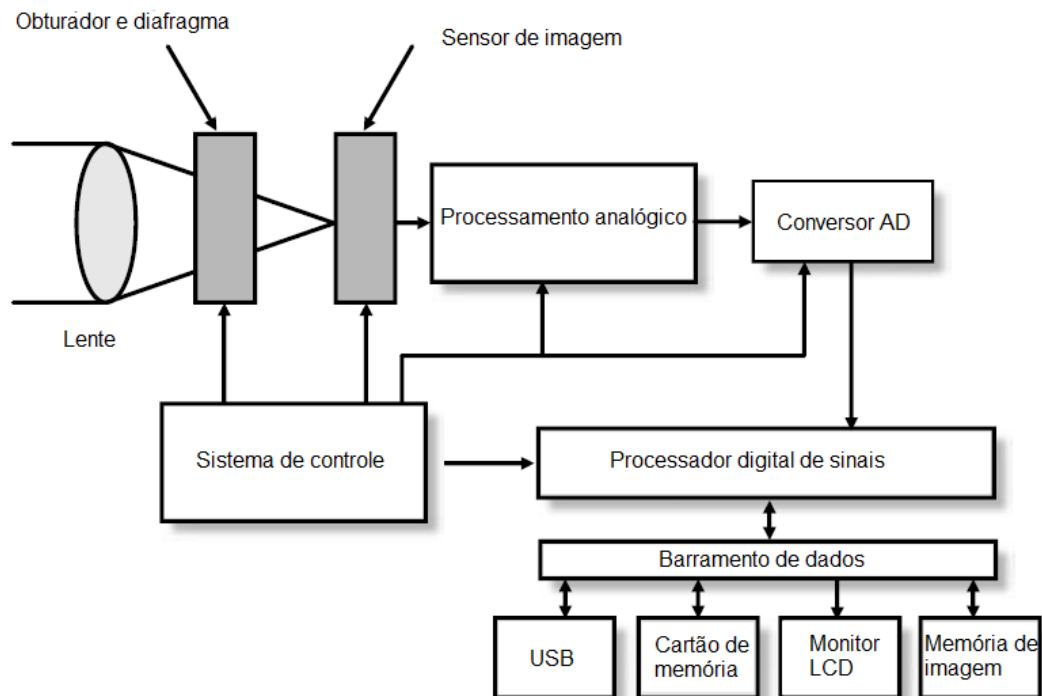 Obturador e diafragma
Sensor de imagem
Processamento analógico
Conversor AD
Lente
Sistema de controle
Processador digital de sinais
Barramento de dados
USB
Cartão de
memória
Monitor
LCD
Memória de
imagem